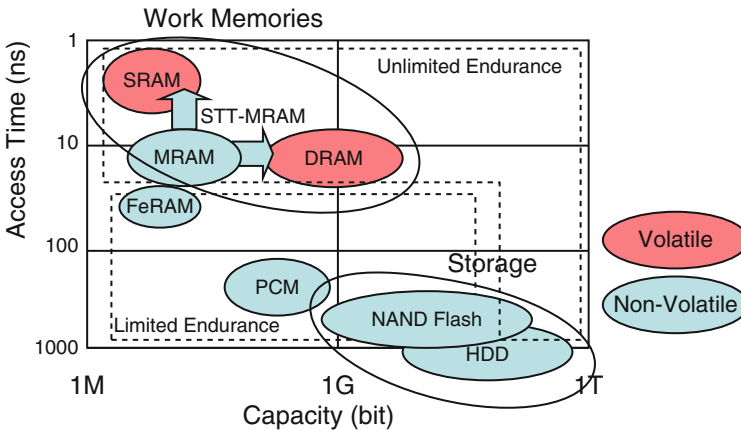 Work Memories
1
SRAM
Unlimited Endurance
STT-MRAM
10
MRAM
DRAM
Access Time (ns)
FeRAM
100
Volatile
Storage
PCM
Non-Volatile
NAND Flash
Limited Endurance
1000
HDD
1M
1G
1T
Capacity (bit)